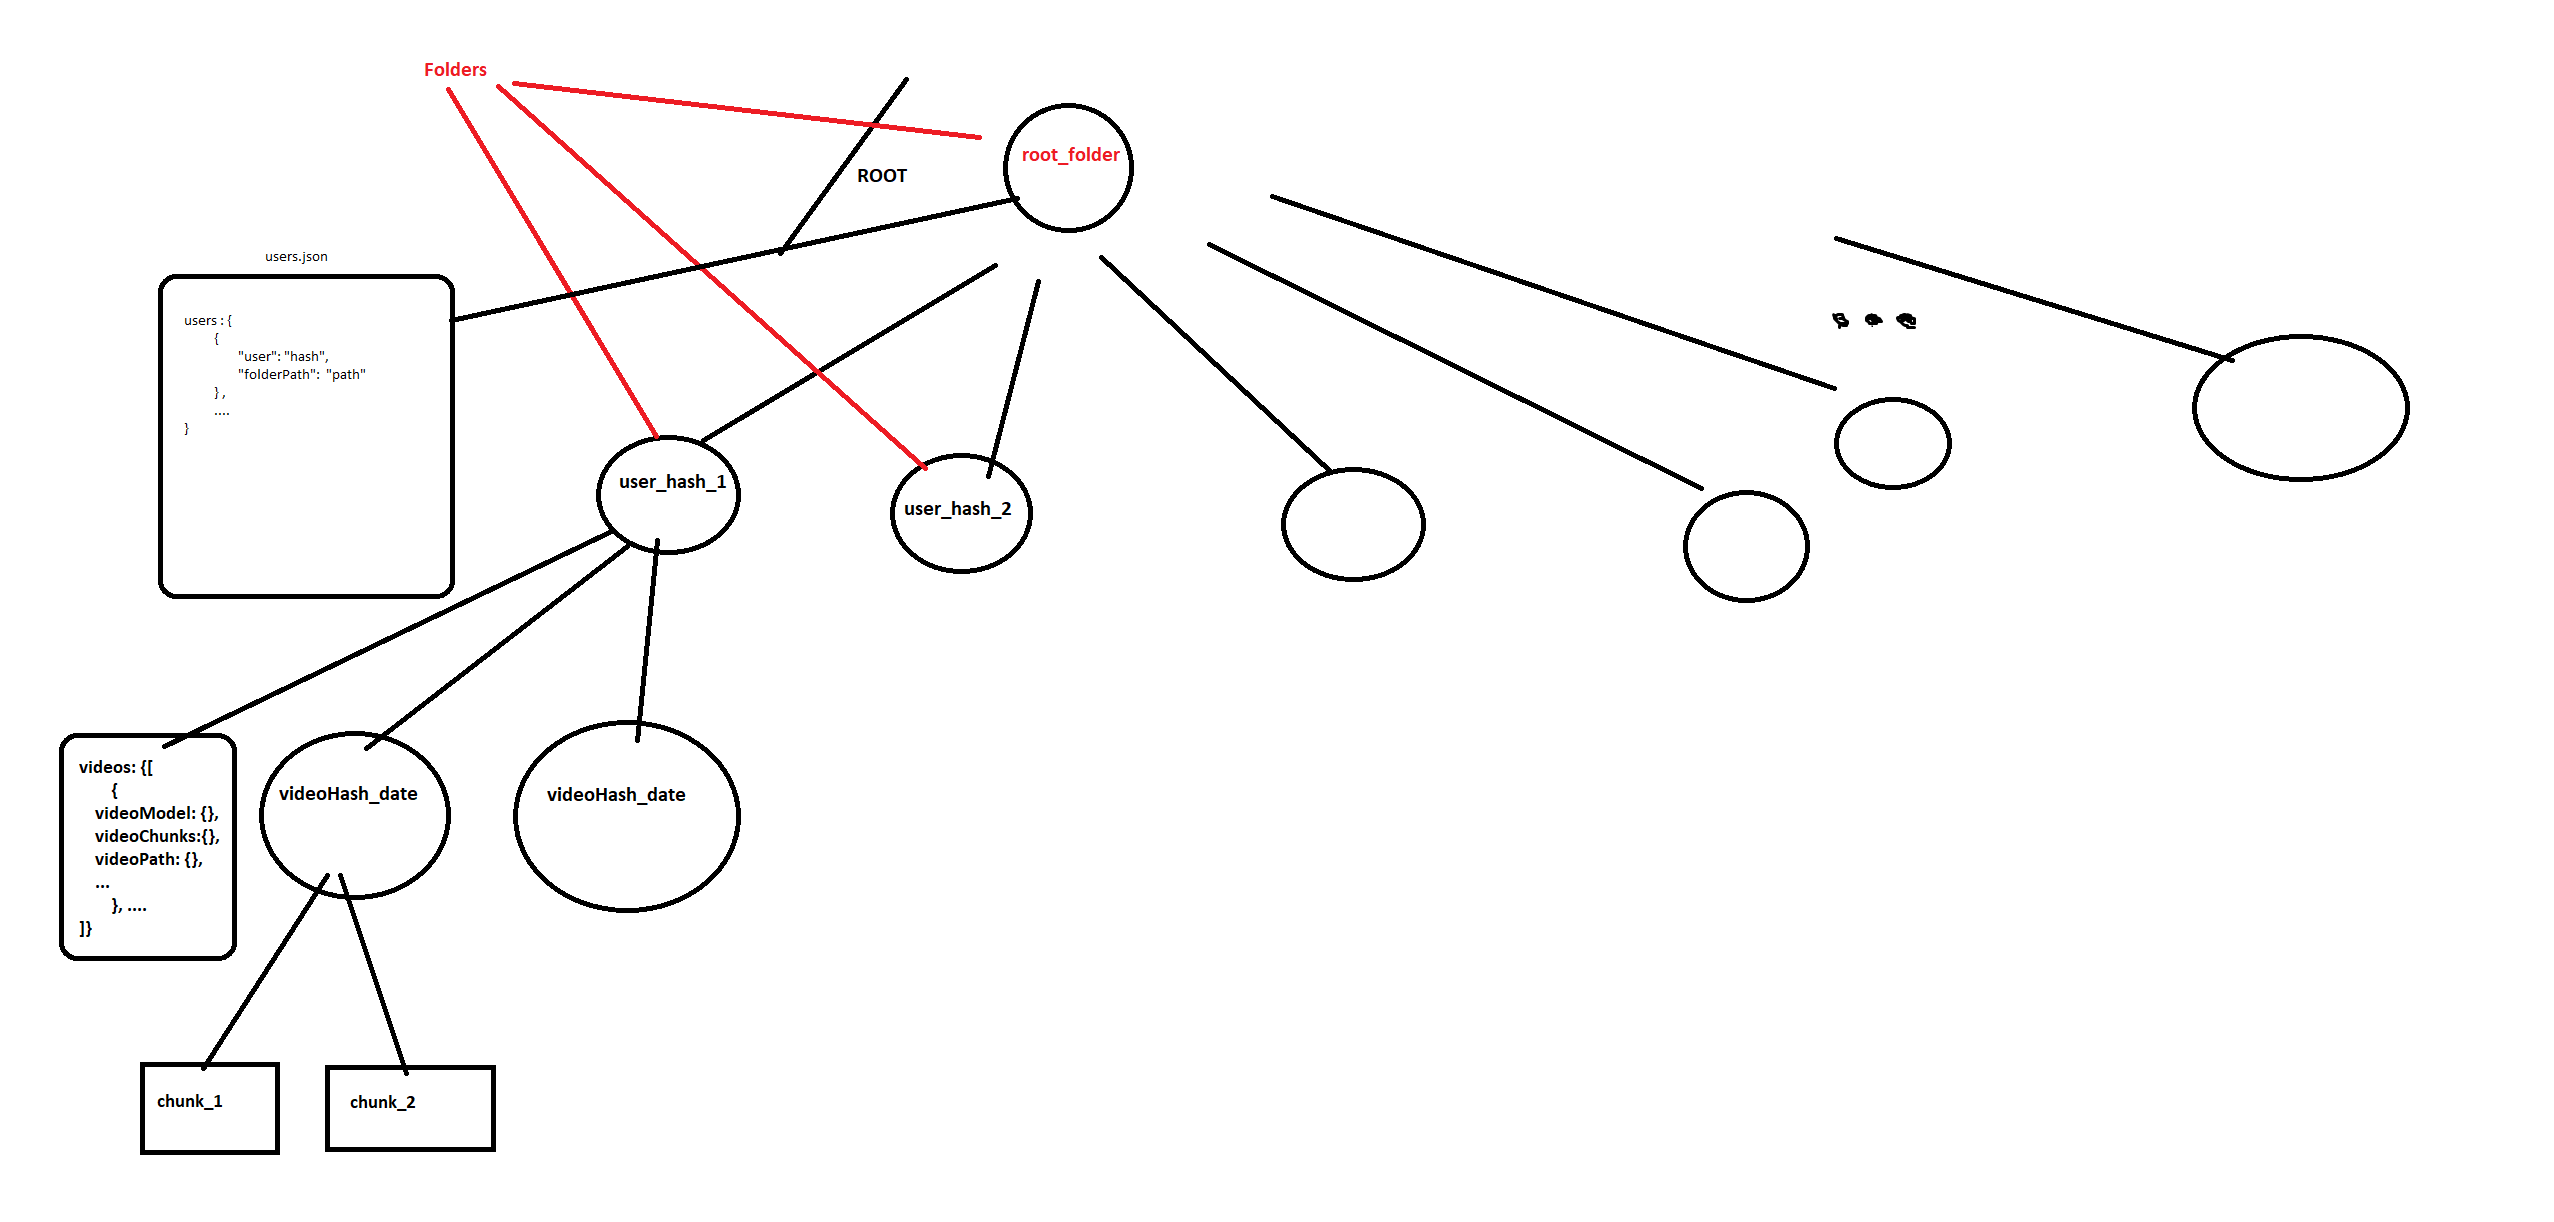 Folders
root_folder
ROOT
users.json
users : {
{
"user": "hash",
"folderPath": "path"
} ,
....
}
user_hash_1
user_hash_2
videos: {[
{
videoModel: {},
videoChunks:{},
videoPath: {},
...
}, ....
]}
videoHash_date
videoHash_date
chunk_1
chunk_2